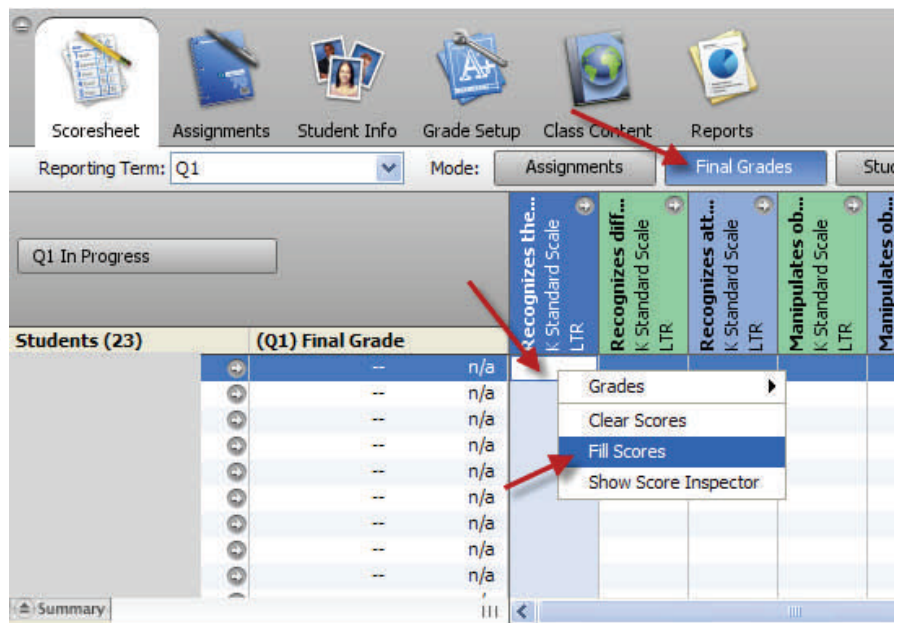 Scoresheet Assignments Student Info Grade Setup Class Content Reports
Reporting Term: Q1 Mode: Assignments Final Grades Stu
Q1 In Progress
Recognizes the...
K Standard Scale
LTR
Recognizes diff...
K Standard Scale
LTR
Recognizes att...
K Standard Scale
LTR
Manipulates ob...
K Standard Scale
LTR
Manipulates ob...
Students (23) (Q1) Final Grade
-- n/a
-- n/a
-- n/a
-- n/a
-- n/a
-- n/a
-- n/a
-- n/a
-- n/a
Grades
Clear Scores
Fill Scores
Show Score Inspector
Summary